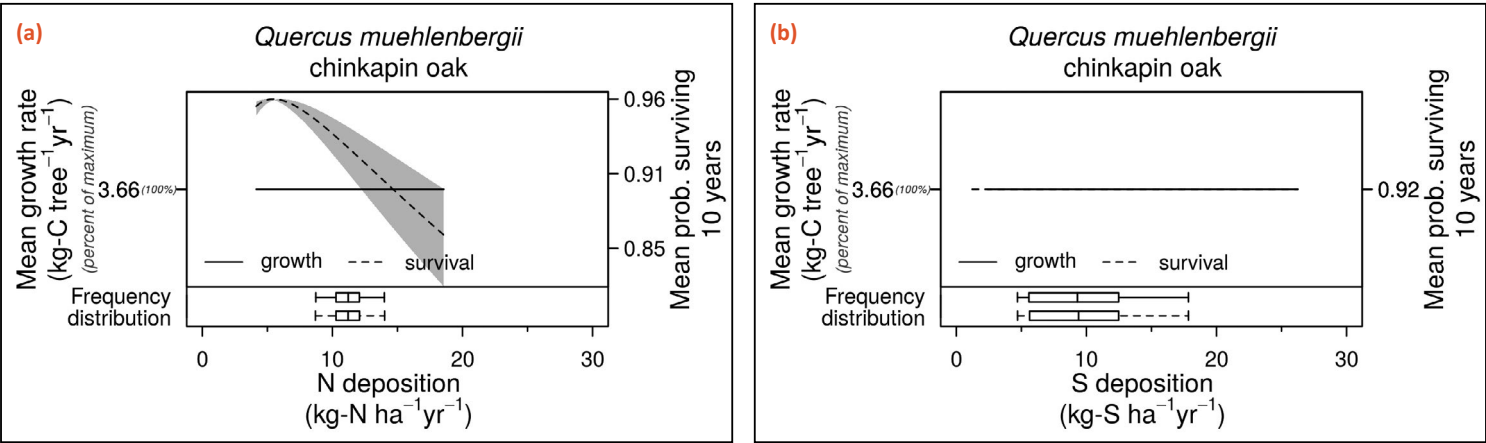 (a)
Quercus muehlenbergii
chinkapin oak
Mean growth rate
(kg-C tree⁻¹yr⁻¹)
(percent of maximum)
3.66 (100%)
0.96
0.91
0.85
Mean prob. surviving
10 years
growth survival
Frequency
distribution
0 10 20 30
N deposition
(kg-N ha⁻¹yr⁻¹)
(b)
Quercus muehlenbergii
chinkapin oak
Mean growth rate
(kg-C tree⁻¹yr⁻¹)
(percent of maximum)
3.66 (100%)
0.92
Mean prob. surviving
10 years
growth survival
Frequency
distribution
0 10 20 30
S deposition
(kg-S ha⁻¹yr⁻¹)